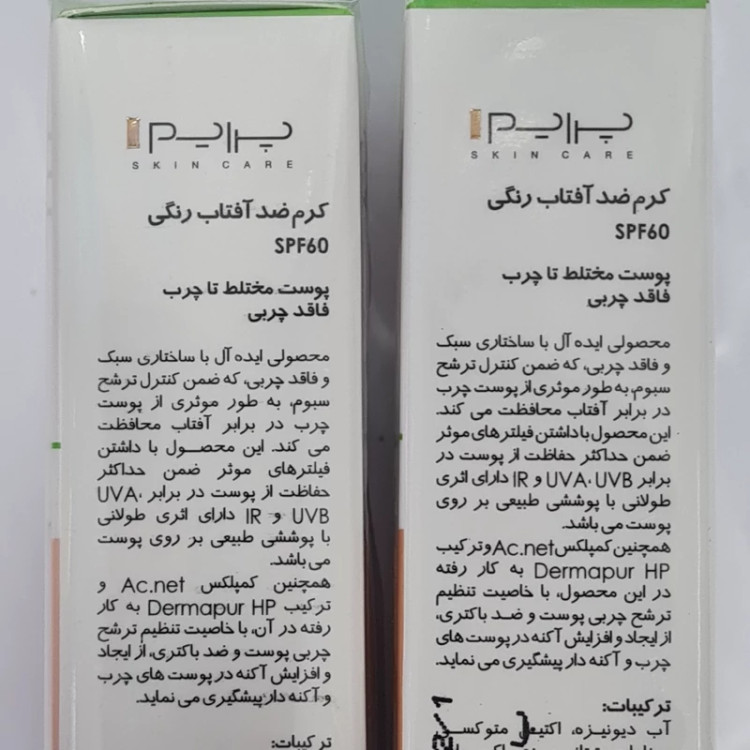 پرایم
SKIN CARE
کرم ضد آفتاب رنگی
SPF60
پوست مختلط تا چرب
فاقد چربی
محصولی ایده آل با ساختاری سبک
و فاقد چربی، که ضمن کنترل ترشح
سبوم، به طور موثری از پوست
چرب در برابر آفتاب محافظت
می کند. این محصول با داشتن
فیلترهای موثر ضمن حداکثر
حفاظت از پوست در برابر UVA،
UVB و IR دارای اثری طولانی
با پوششی طبیعی بر روی پوست
می باشد.
همچنین کمپلکس Ac.net و
ترکیب Dermapur HP به کار
رفته در آن، با خاصیت تنظیم ترشح
چربی پوست و ضد باکتری، از ایجاد
و افزایش آکنه در پوست های چرب
و آکنه دار پیشگیری می نماید.
ترکیبات:
پرایم
SKIN CARE
کرم ضد آفتاب رنگی
SPF60
پوست مختلط تا چرب
فاقد چربی
محصولی ایده آل با ساختاری سبک
و فاقد چربی، که ضمن کنترل ترشح
سبوم، به طور موثری از پوست چرب
در برابر آفتاب محافظت می کند.
این محصول با داشتن فیلترهای موثر
ضمن حداکثر حفاظت از پوست در
برابر UVA، UVB و IR دارای اثری
طولانی با پوششی طبیعی بر روی
پوست می باشد.
همچنین کمپلکس Ac.net و ترکیب
Dermapur HP به کار رفته
در این محصول، با خاصیت تنظیم
ترشح چربی پوست و ضد باکتری،
از ایجاد و افزایش آکنه در پوست های
چرب و آکنه دار پیشگیری می نماید.
ترکیبات:
آب دیونیزه، اکتیل متوکسی